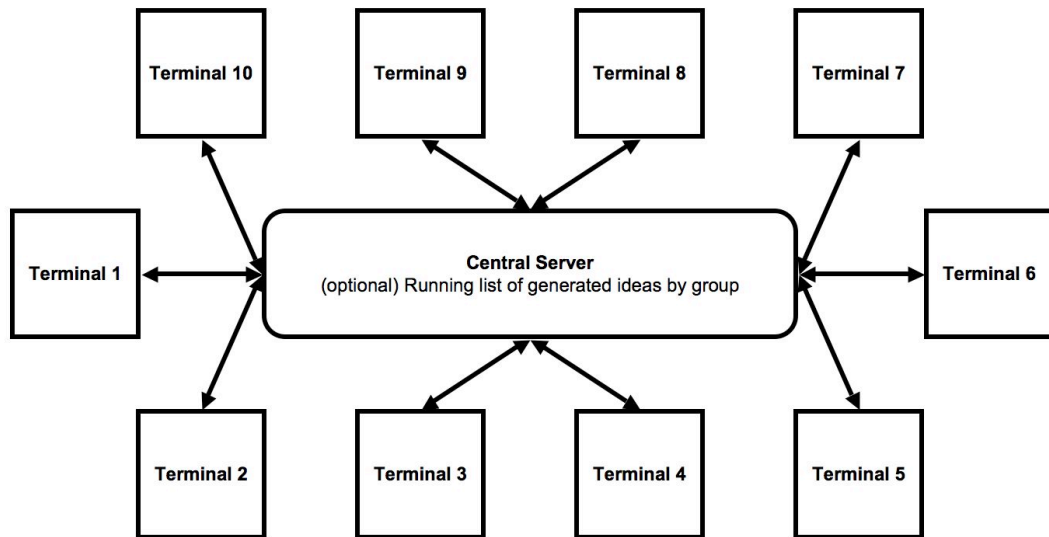 Terminal 10
Terminal 9
Terminal 8
Terminal 7
Terminal 1
Central Server
(optional) Running list of generated ideas by group
Terminal 6
Terminal 2
Terminal 3
Terminal 4
Terminal 5